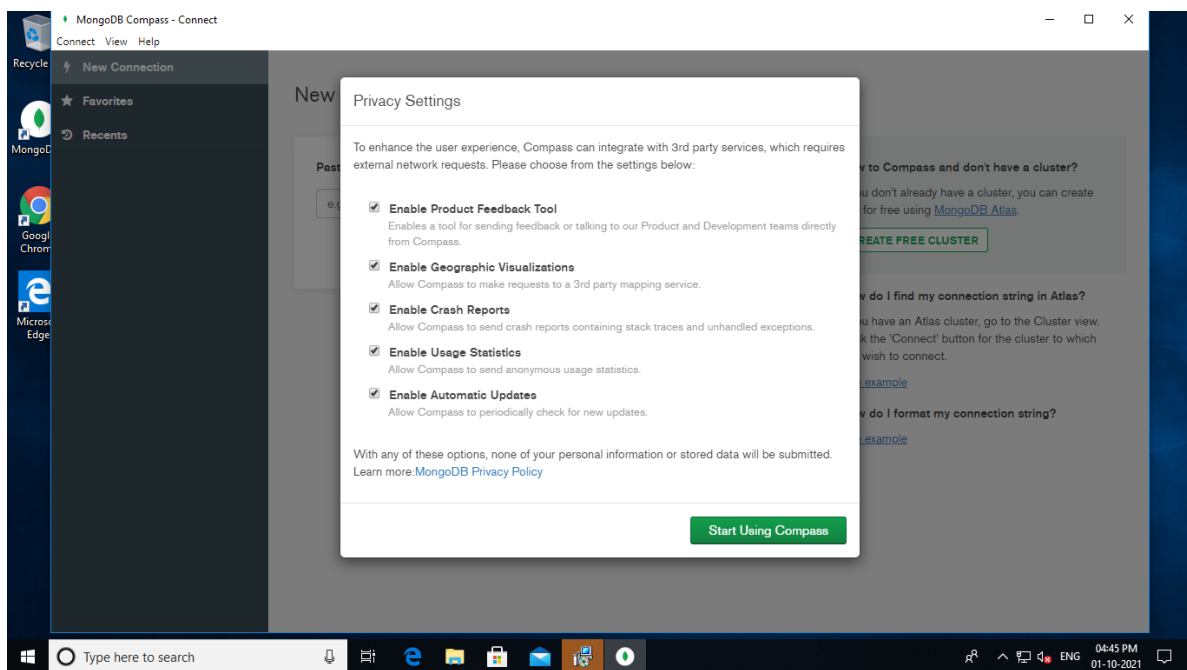 MongoDB Compass - Connect
Connect View Help
Recycle
MongoD
Googl
Chrom
Micros
Edge
New Connection
Favorites
Recents
New
Past
e.g
Privacy Settings
To enhance the user experience, Compass can integrate with 3rd party services, which requires
external network requests. Please choose from the settings below:
Enable Product Feedback Tool
Enables a tool for sending feedback or talking to our Product and Development teams directly
from Compass.
Enable Geographic Visualizations
Allow Compass to make requests to a 3rd party mapping service.
Enable Crash Reports
Allow Compass to send crash reports containing stack traces and unhandled exceptions.
Enable Usage Statistics
Allow Compass to send anonymous usage statistics.
Enable Automatic Updates
Allow Compass to periodically check for new updates.
With any of these options, none of your personal information or stored data will be submitted.
Learn more:MongoDB Privacy Policy
Start Using Compass
w to Compass and don't have a cluster?
u don't already have a cluster, you can create
for free using MongoDB Atlas.
REATE FREE CLUSTER
w do I find my connection string in Atlas?
u have an Atlas cluster, go to the Cluster view.
k the 'Connect' button for the cluster to which
wish to connect.
example
w do I format my connection string?
example
Type here to search
ENG
04:45 PM
01-10-2021